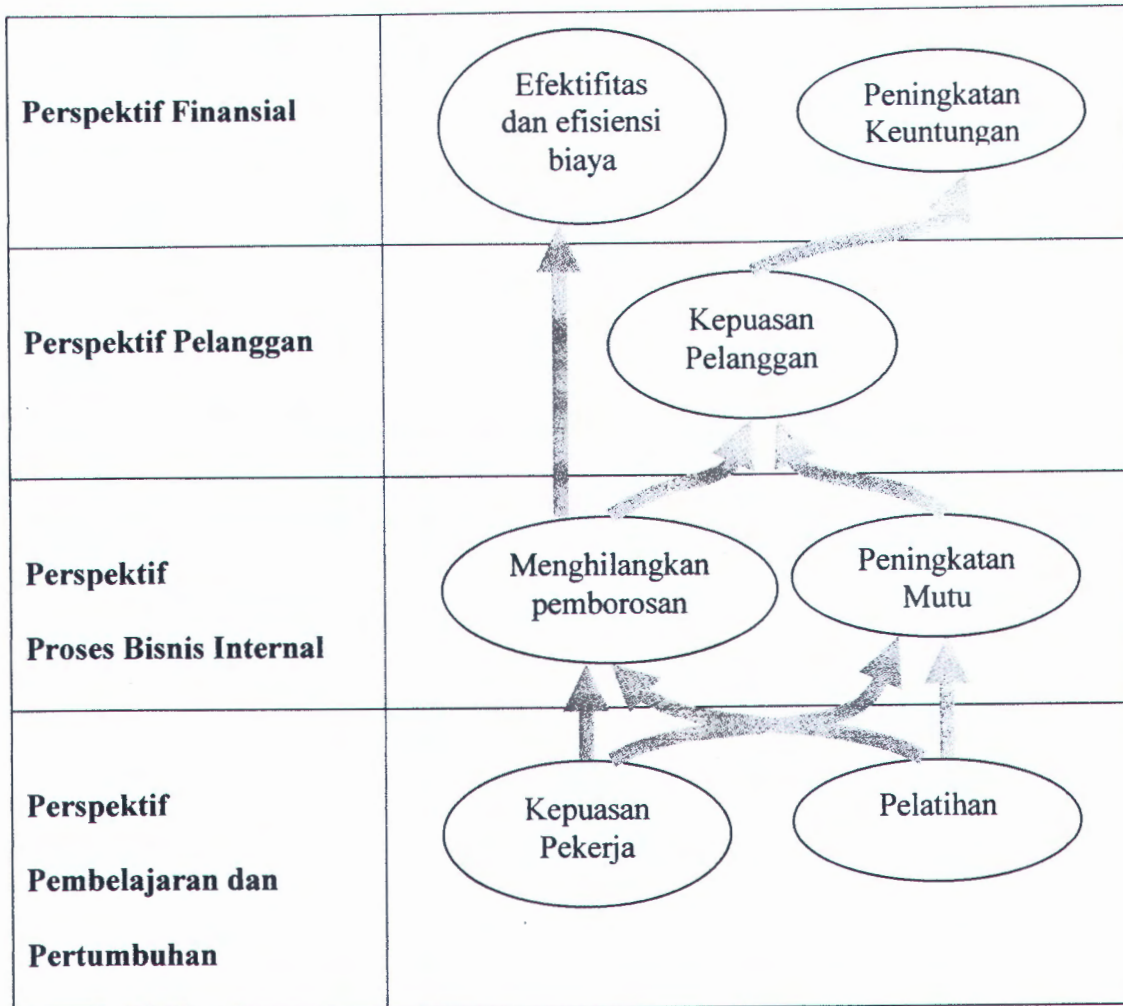 Perspektif Finansial
Efektifitas
dan efisiensi
biaya
Peningkatan
Keuntungan
Perspektif Pelanggan
Kepuasan
Pelanggan
Perspektif
Proses Bisnis Internal
Menghilangkan
pemborosan
Peningkatan
Mutu
Perspektif
Pembelajaran dan
Pertumbuhan
Kepuasan
Pekerja
Pelatihan